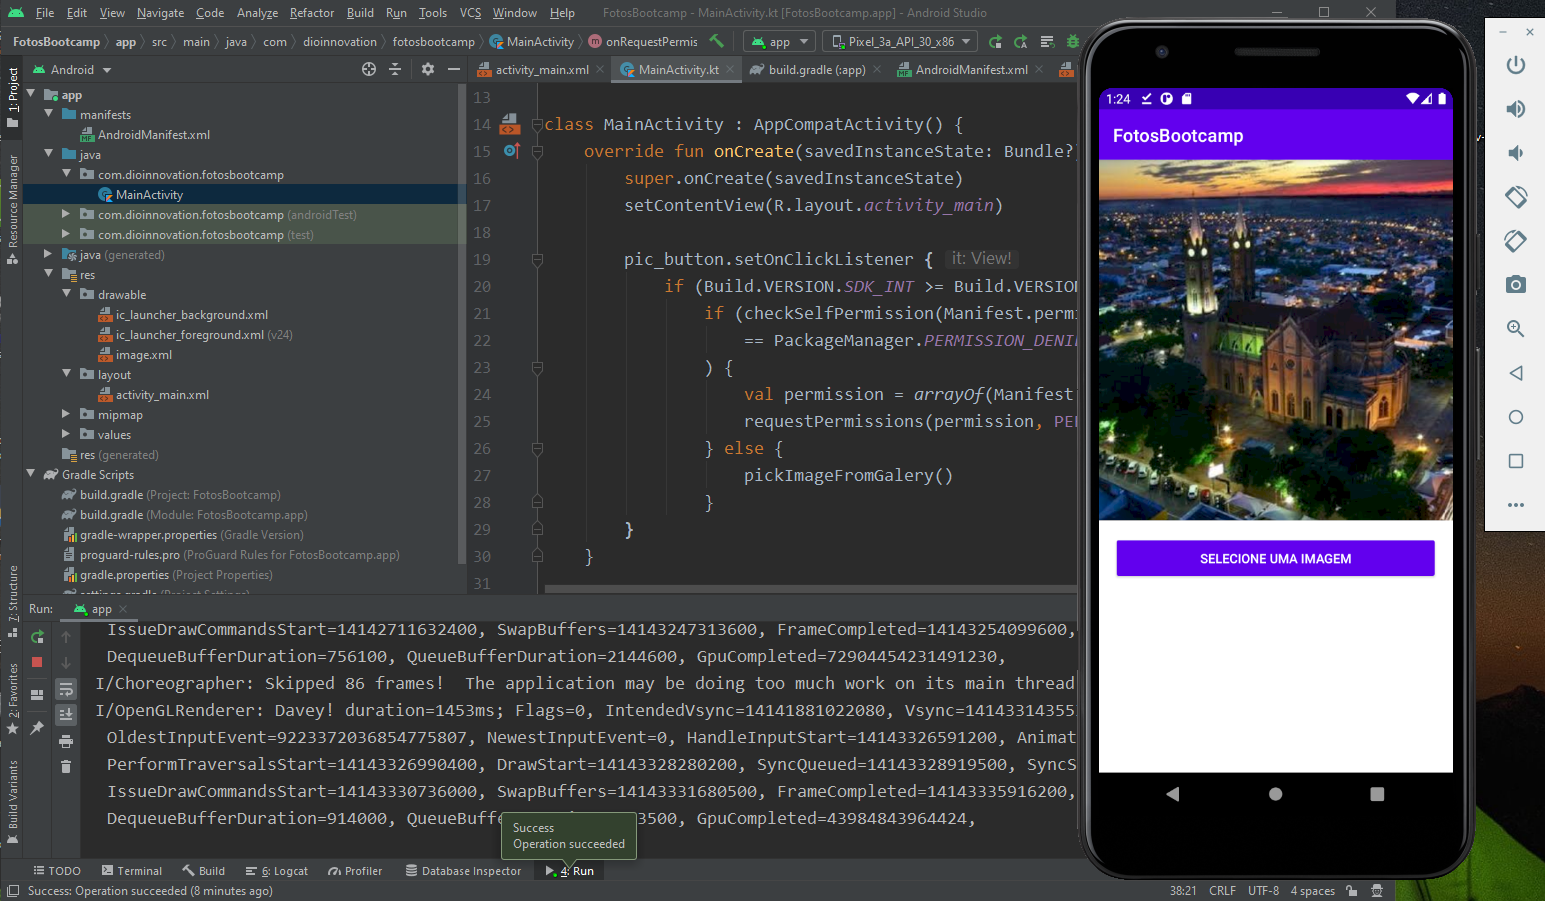 File Edit View Navigate Code Analyze Refactor Build Run Tools VCS Window Help FotosBootcamp - MainActivity.kt [FotosBootcamp.app] - Android Studio
FotosBootcamp app src main java com dioinnovation fotosbootcamp MainActivity onRequestPermis app Pixel_3a_API_30_x86
Android
activity_main.xml MainActivity.kt build.gradle (:app) AndroidManifest.xml
1: Project
Resource Manager
7: Structure
2: Favorites
Build Variants
app
manifests
AndroidManifest.xml
java
com.dioinnovation.fotosbootcamp
MainActivity
com.dioinnovation.fotosbootcamp (androidTest)
com.dioinnovation.fotosbootcamp (test)
java (generated)
res
drawable
ic_launcher_background.xml
ic_launcher_foreground.xml (v24)
image.xml
layout
activity_main.xml
mipmap
values
res (generated)
Gradle Scripts
build.gradle (Project: FotosBootcamp)
build.gradle (Module: FotosBootcamp.app)
gradle-wrapper.properties (Gradle Version)
proguard-rules.pro (ProGuard Rules for FotosBootcamp.app)
gradle.properties (Project Properties)
settings.gradle (Project Settings)
13
14 class MainActivity : AppCompatActivity() {
15 override fun onCreate(savedInstanceState: Bundle?)
16 super.onCreate(savedInstanceState)
17 setContentView(R.layout.activity_main)
18
19 pic_button.setOnClickListener { it: View!
20 if (Build.VERSION.SDK_INT >= Build.VERSION
21 if (checkSelfPermission(Manifest.permi
22 == PackageManager.PERMISSION_DENIE
23 ) {
24 val permission = arrayOf(Manifest
25 requestPermissions(permission, PE
26 } else {
27 pickImageFromGalery()
28 }
29 }
30 }
31
Run: app
IssueDrawCommandsStart=14142711632400, SwapBuffers=14143247313600, FrameCompleted=14143254099600,
DequeueBufferDuration=756100, QueueBufferDuration=2144600, GpuCompleted=72904454231491230,
I/Choreographer: Skipped 86 frames! The application may be doing too much work on its main thread
I/OpenGLRenderer: Davey! duration=1453ms; Flags=0, IntendedVsync=14141881022080, Vsync=1414331435
OldestInputEvent=9223372036854775807, NewestInputEvent=0, HandleInputStart=14143326591200, Animat
PerformTraversalsStart=14143326990400, DrawStart=14143328280200, SyncQueued=14143328919500, SyncS
IssueDrawCommandsStart=14143330736000, SwapBuffers=14143331680500, FrameCompleted=14143335916200,
DequeueBufferDuration=914000, QueueBuffe 3500, GpuCompleted=43984843964424,
Success
Operation succeeded
TODO Terminal Build 6: Logcat Profiler Database Inspector 4: Run
Success: Operation succeeded (8 minutes ago) 38:21 CRLF UTF-8 4 spaces
1:24
FotosBootcamp
SELECIONE UMA IMAGEM